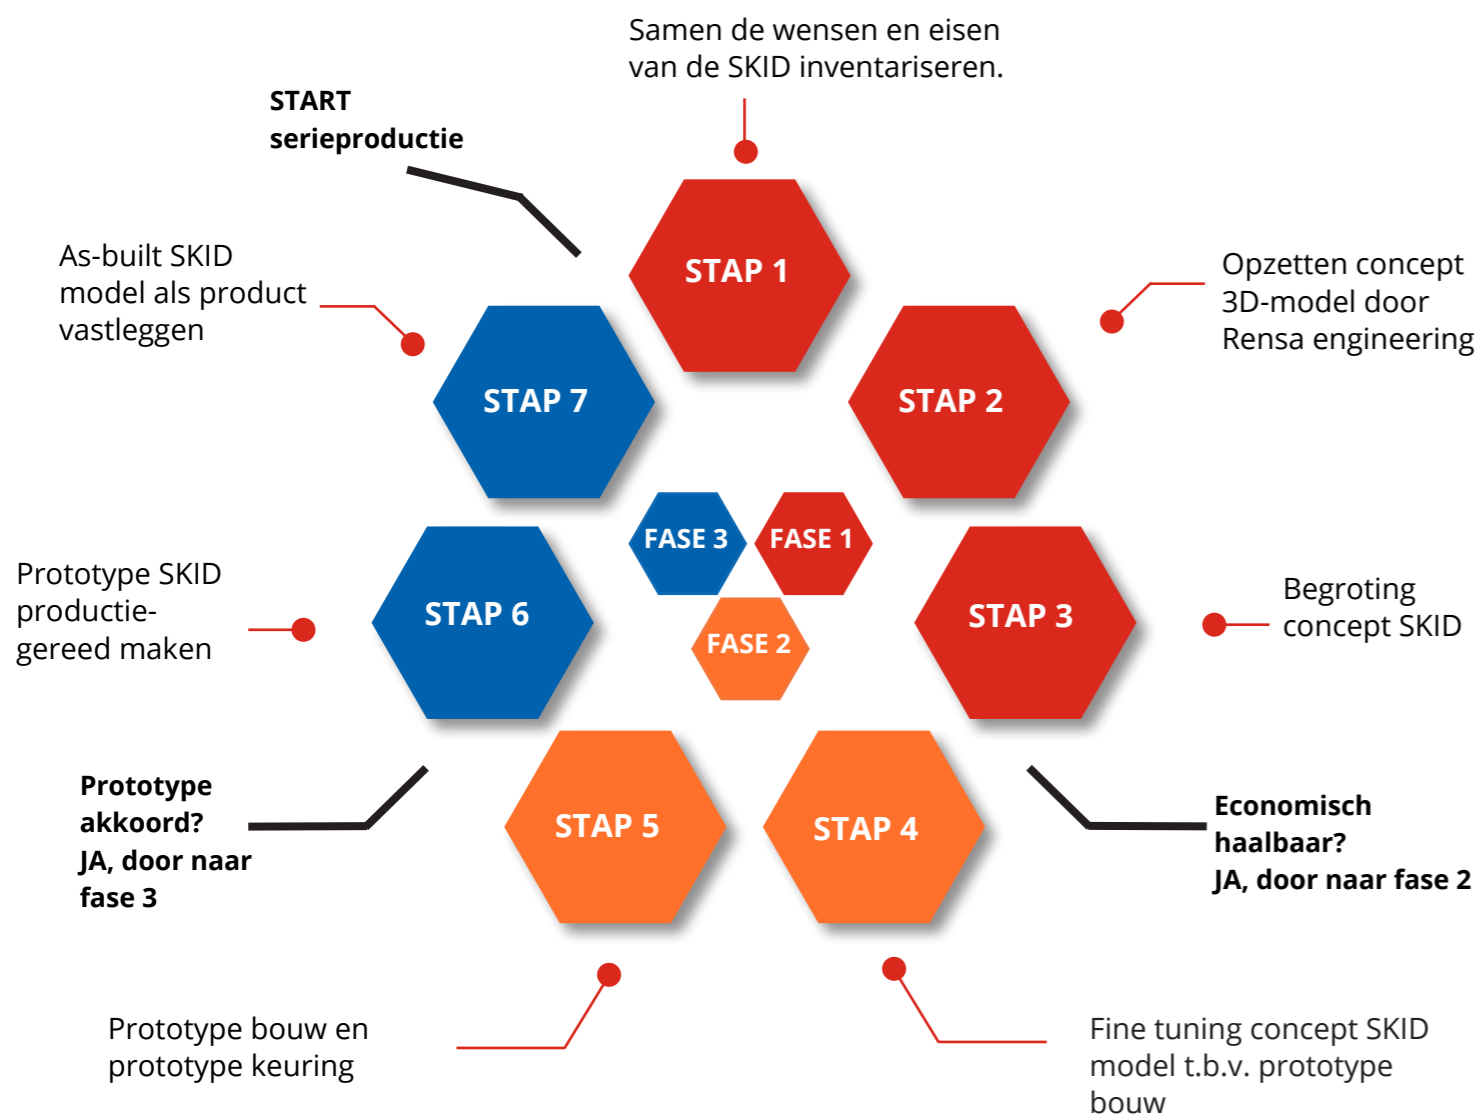 Samen de wensen en eisen
van de SKID inventariseren.
START
serieproductie
STAP 1
As-built SKID
model als product
vastleggen
Opzetten concept
3D-model door
Rensa engineering
STAP 7
STAP 2
FASE 3
FASE 1
FASE 2
Prototype SKID
productie-
gereed maken
STAP 6
STAP 3
Begroting
concept SKID
Prototype
akkoord?
JA, door naar
fase 3
STAP 5
STAP 4
Economisch
haalbaar?
JA, door naar fase 2
Prototype bouw en
prototype keuring
Fine tuning concept SKID
model t.b.v. prototype
bouw